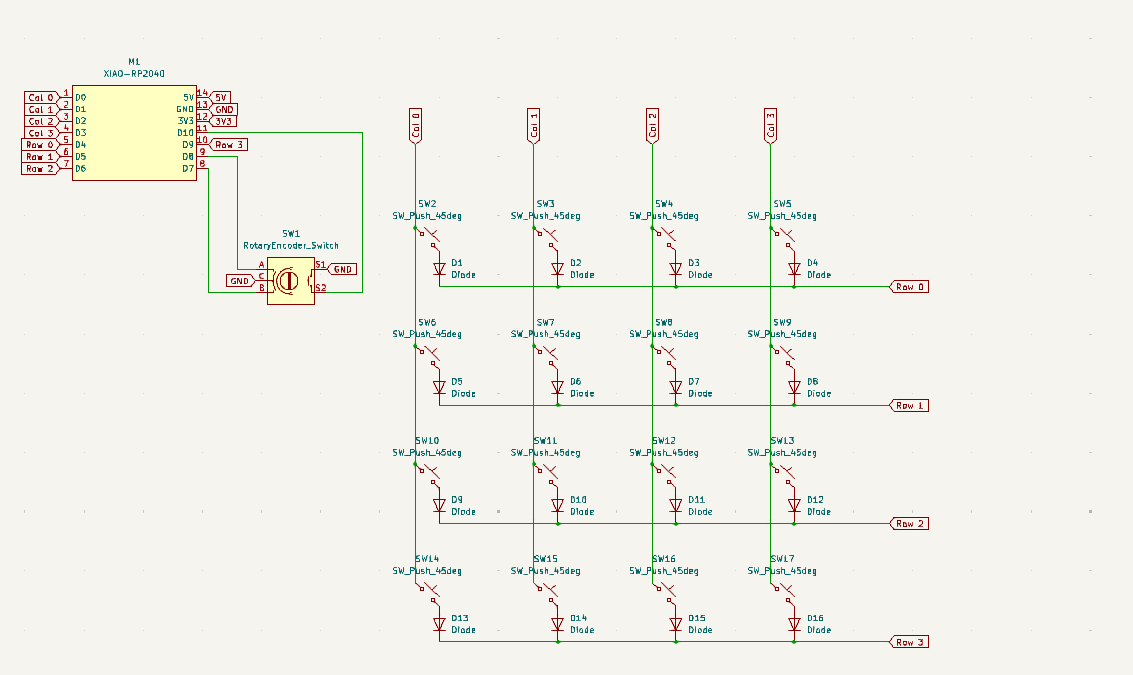 M1
XIAO-RP2040
Col 0 1 D0 5V 14 5V
Col 1 2 D1 GND 13 GND
Col 2 3 D2 3V3 12 3V3
Col 3 4 D3 D10 11
Row 0 5 D4 D9 10 Row 3
Row 1 6 D5 D8 9
Row 2 7 D6 D7 8
SW1
RotaryEncoder_Switch
A S1 GND
GND C
B S2
Col 0 Col 1 Col 2 Col 3
SW2 SW3 SW4 SW5
SW_Push_45deg SW_Push_45deg SW_Push_45deg SW_Push_45deg
D1 D2 D3 D4
Diode Diode Diode Diode
Row 0
SW6 SW7 SW8 SW9
SW_Push_45deg SW_Push_45deg SW_Push_45deg SW_Push_45deg
D5 D6 D7 D8
Diode Diode Diode Diode
Row 1
SW10 SW11 SW12 SW13
SW_Push_45deg SW_Push_45deg SW_Push_45deg SW_Push_45deg
D9 D10 D11 D12
Diode Diode Diode Diode
Row 2
SW14 SW15 SW16 SW17
SW_Push_45deg SW_Push_45deg SW_Push_45deg SW_Push_45deg
D13 D14 D15 D16
Diode Diode Diode Diode
Row 3